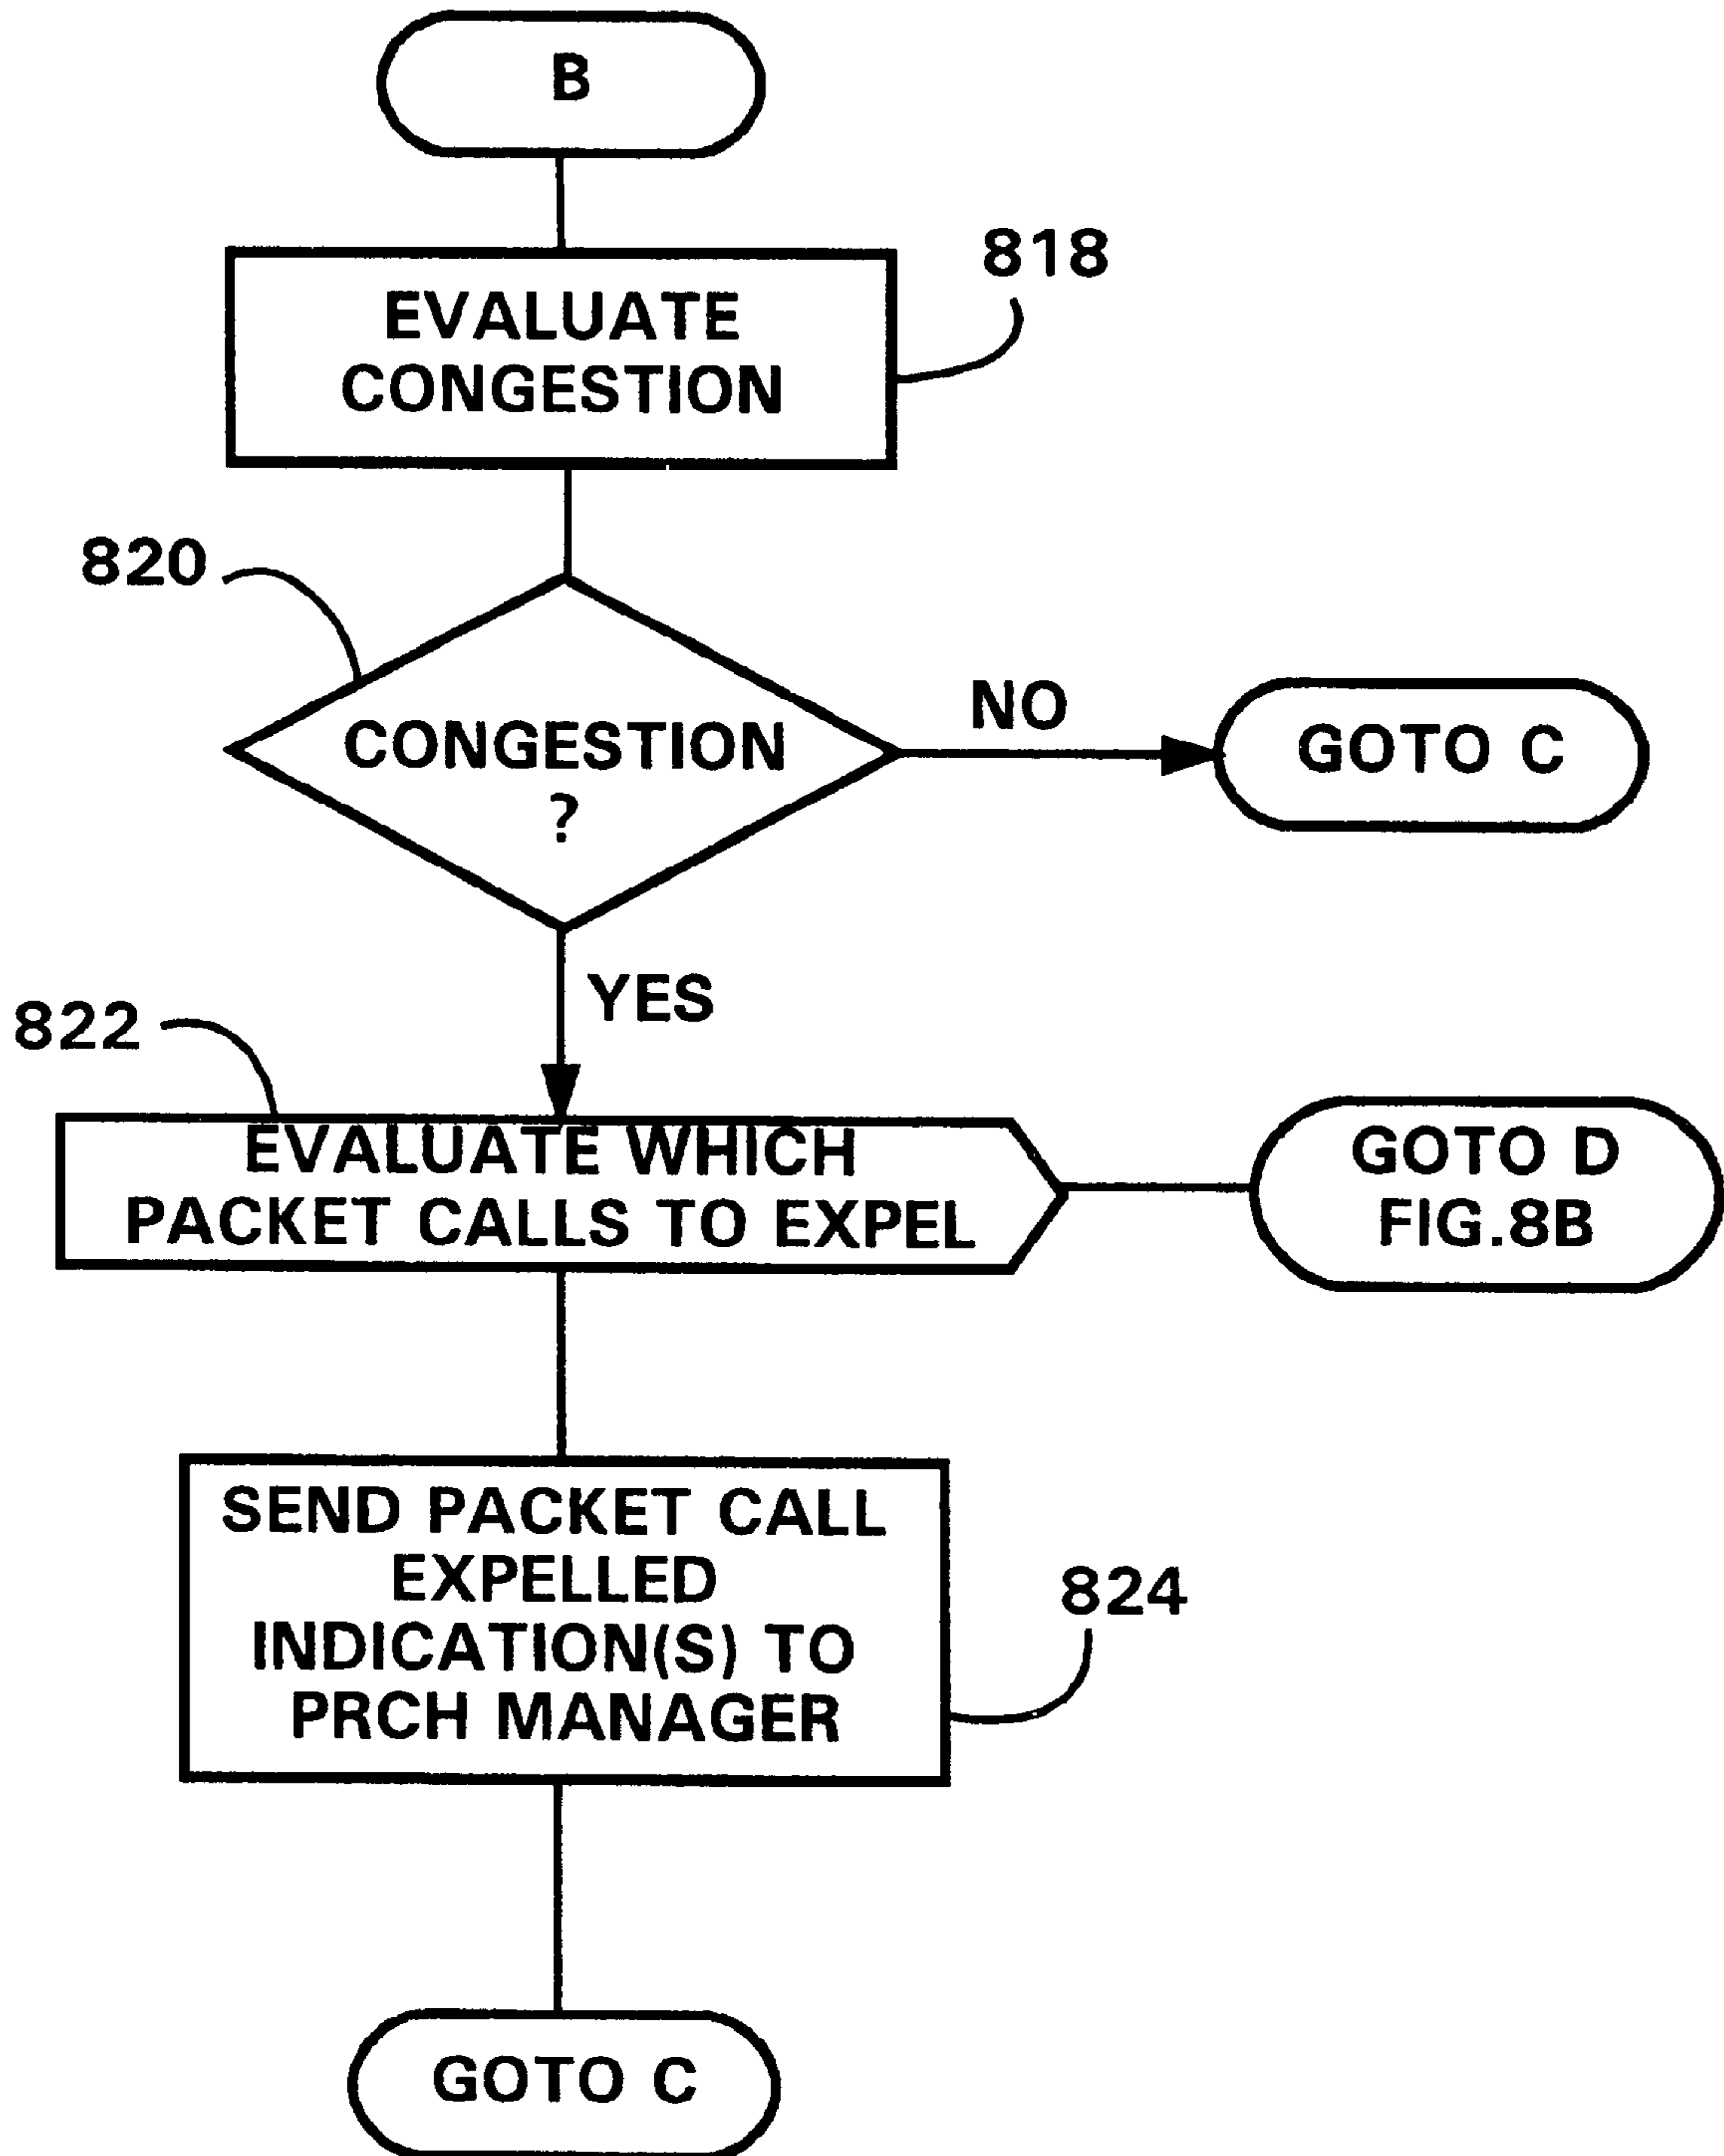 B
EVALUATE
CONGESTION
818
820
CONGESTION
?
NO
GOTO C
YES
822
EVALUATE WHICH
PACKET CALLS TO EXPEL
GOTO D
FIG.8B
SEND PACKET CALL
EXPELLED
INDICATION(S) TO
PRCH MANAGER
824
GOTO C